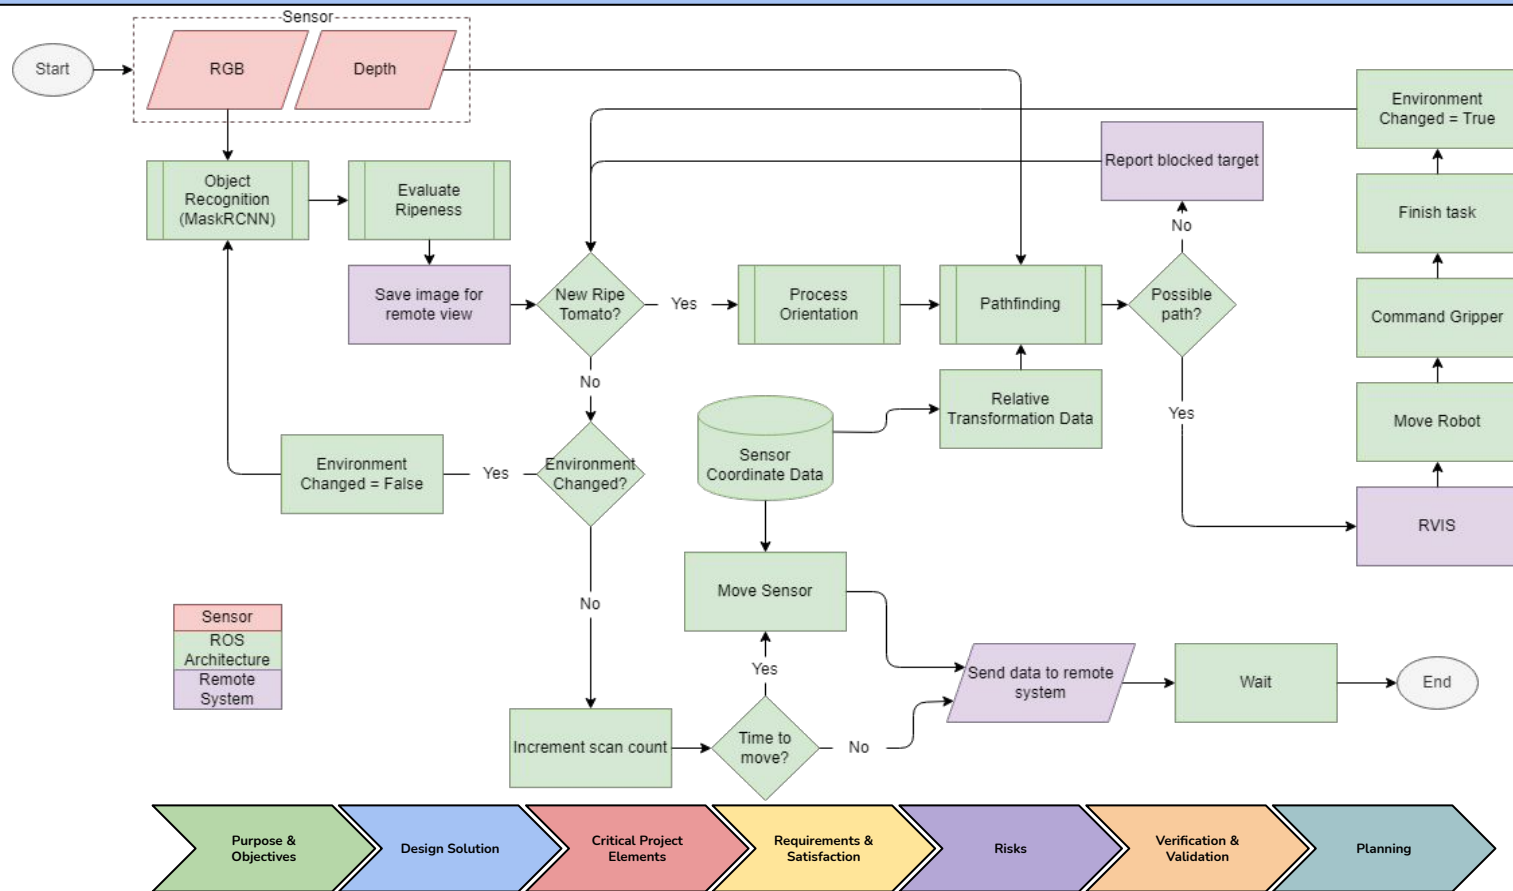 Sensor
Start
RGB
Depth
Environment
Changed = True
Report blocked target
Object
Recognition
(MaskRCNN)
Evaluate
Ripeness
Finish task
No
Save image for
remote view
New Ripe
Tomato?
Yes
Process
Orientation
Pathfinding
Possible
path?
Command Gripper
No
Relative
Transformation Data
Yes
Move Robot
Environment
Changed = False
Yes
Environment
Changed?
Sensor
Coordinate Data
RVIS
No
Move Sensor
Sensor
ROS
Architecture
Remote
System
Yes
Send data to remote
system
Wait
End
Increment scan count
Time to
move?
No
Purpose &
Objectives
Design Solution
Critical Project
Elements
Requirements &
Satisfaction
Risks
Verification &
Validation
Planning